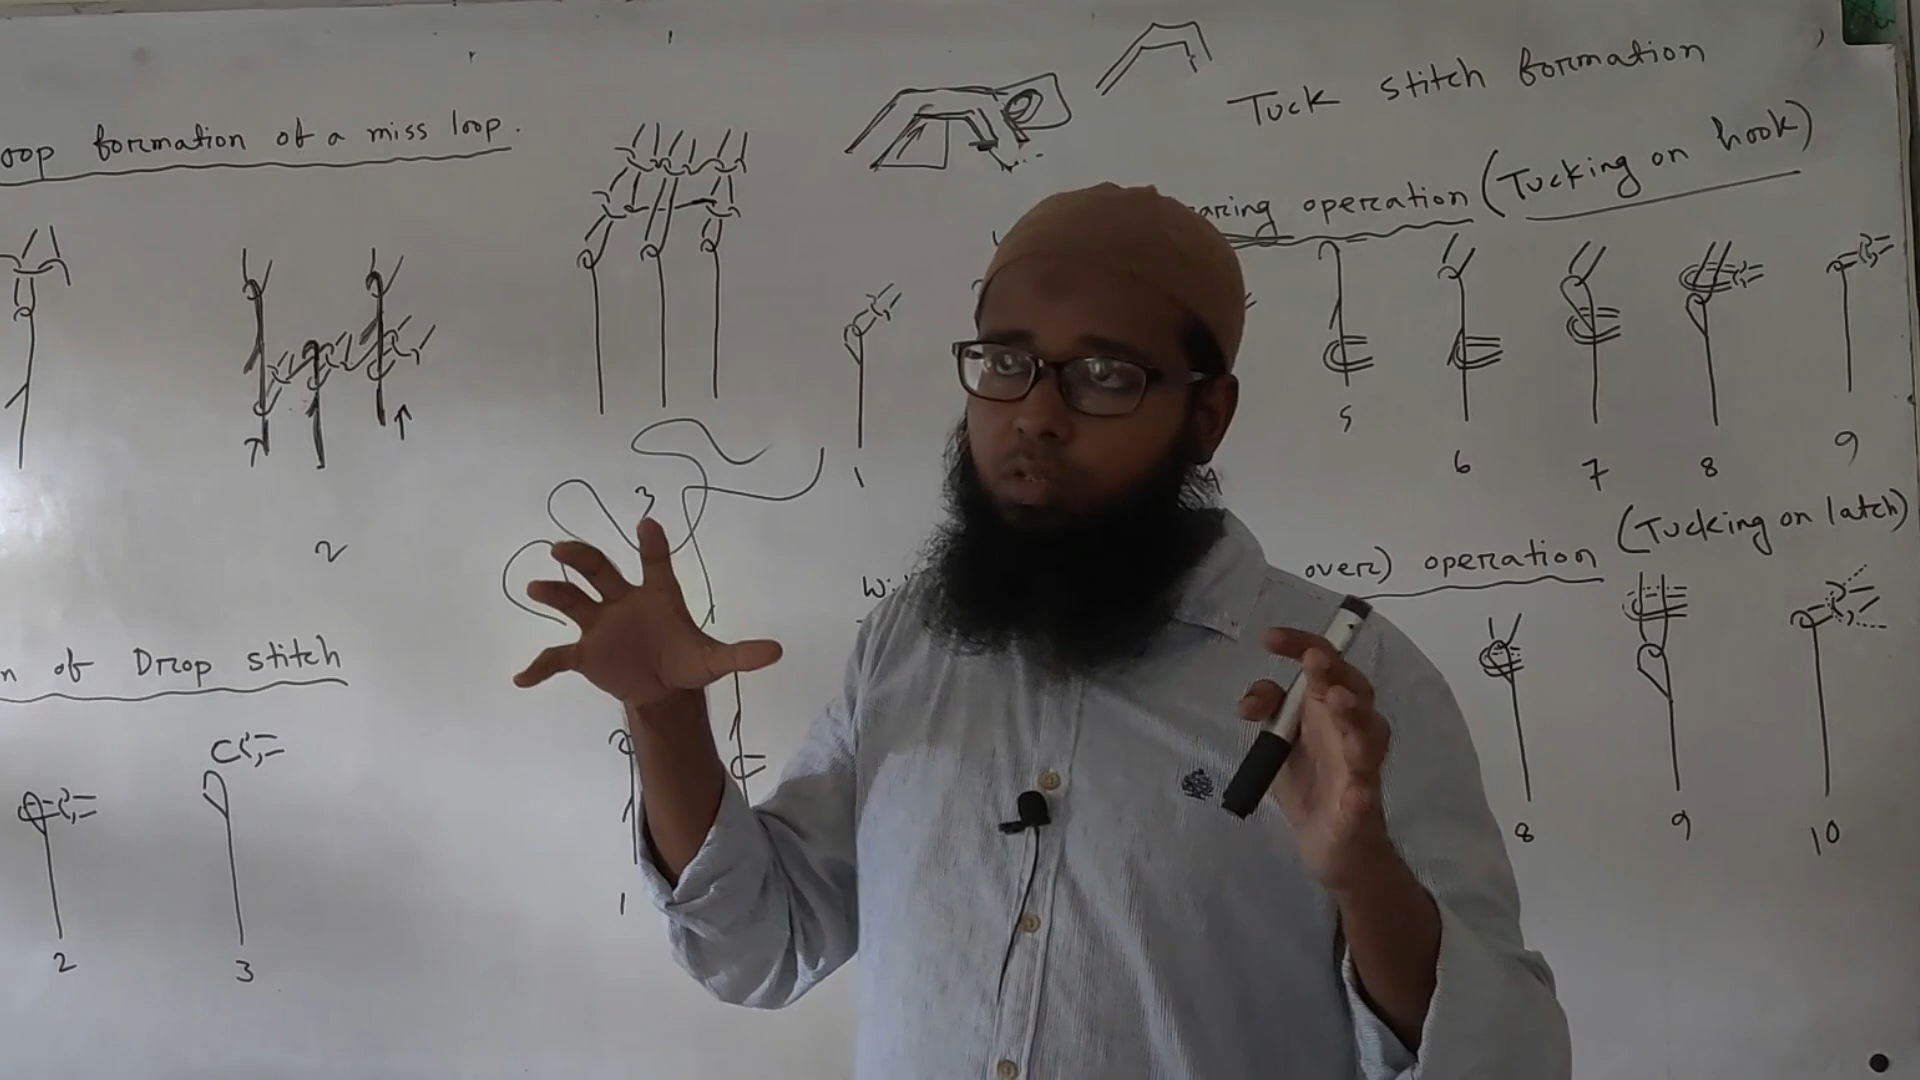 formation of a miss loop.
2
3
n of Drop stitch
2
3
1
Tuck stitch formation
operation (Tucking on hook)
1
5
6
7
8
9
over) operation (Tucking on latch)
8
9
10